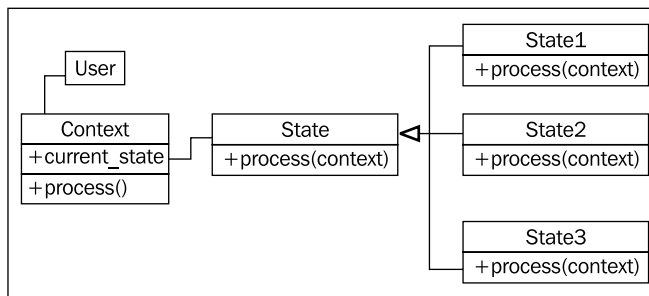 User
Context
+current_state
+process()
State
+process(context)
State1
+process(context)
State2
+process(context)
State3
+process(context)